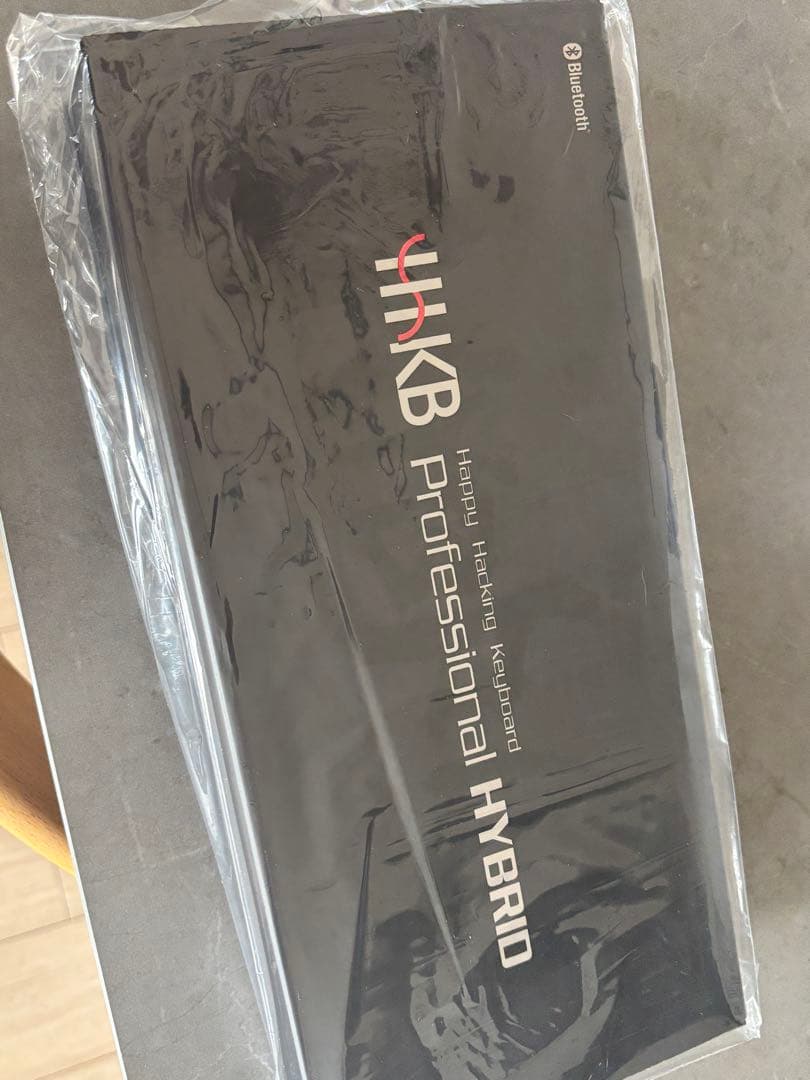 Bluetooth®
Happy Hacking Keyboard
HHKB Professional HYBRID